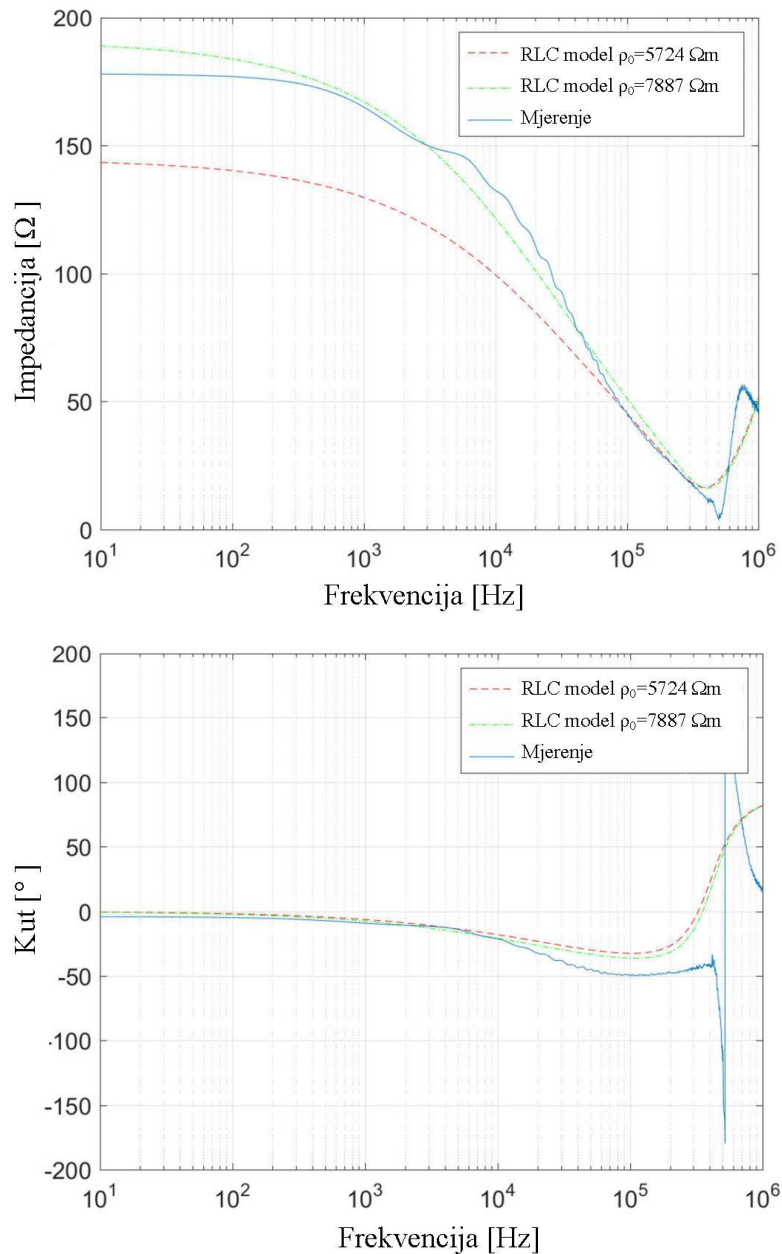 200
150
100
50
0
Impedancija [Ω]
RLC model ρ₀=5724 Ωm
RLC model ρ₀=7887 Ωm
Mjerenje
10¹ 10² 10³ 10⁴ 10⁵ 10⁶
Frekvencija [Hz]
200
150
100
50
0
-50
-100
-150
-200
Kut [° ]
RLC model ρ₀=5724 Ωm
RLC model ρ₀=7887 Ωm
Mjerenje
10¹ 10² 10³ 10⁴ 10⁵ 10⁶
Frekvencija [Hz]